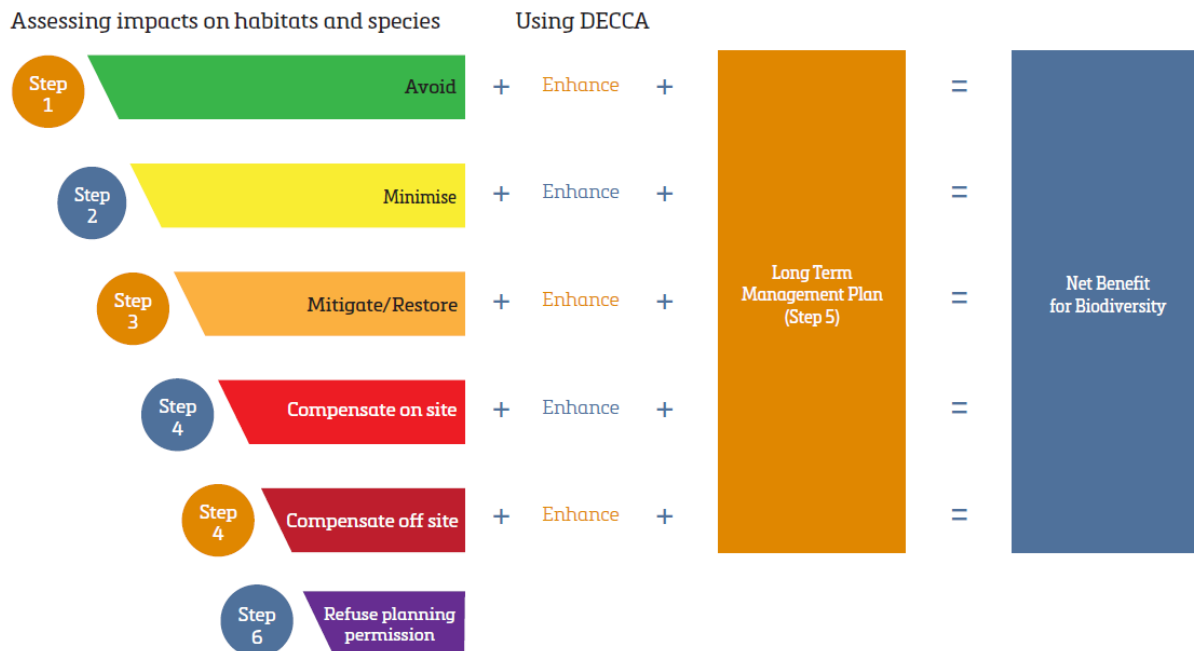 Assessing impacts on habitats and species
Using DECCA
Step
1
Avoid
+
Enhance
+
=
Step
2
Minimise
+
Enhance
+
=
Step
3
Mitigate/Restore
+
Enhance
+
Long Term
Management Plan
(Step 5)
=
Net Benefit
for Biodiversity
Step
4
Compensate on site
+
Enhance
+
=
Step
4
Compensate off site
+
Enhance
+
=
Step
6
Refuse planning
permission